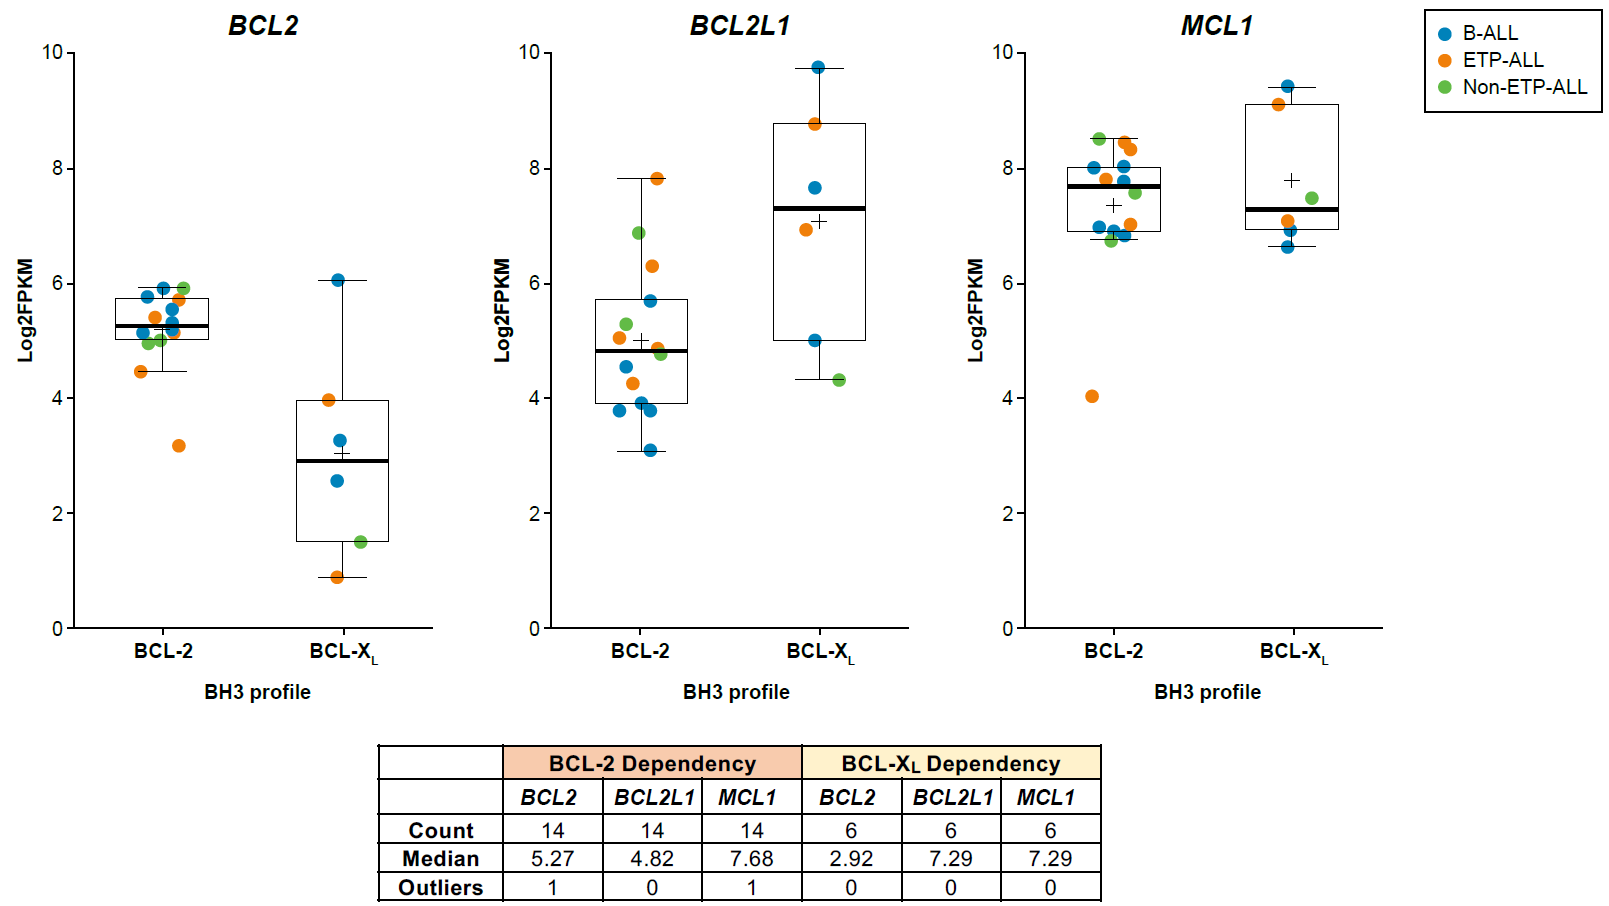 BCL2
BCL2L1
MCL1
B-ALL
ETP-ALL
Non-ETP-ALL
Log2FPKM
10
8
6
4
2
0
BCL-2
BCL-XL
BH3 profile
Log2FPKM
10
8
6
4
2
0
BCL-2
BCL-XL
BH3 profile
Log2FPKM
10
8
6
4
2
0
BCL-2
BCL-XL
BH3 profile
BCL-2 Dependency BCL-XL Dependency
BCL2 BCL2L1 MCL1 BCL2 BCL2L1 MCL1
Count 14 14 14 6 6 6
Median 5.27 4.82 7.68 2.92 7.29 7.29
Outliers 1 0 1 0 0 0